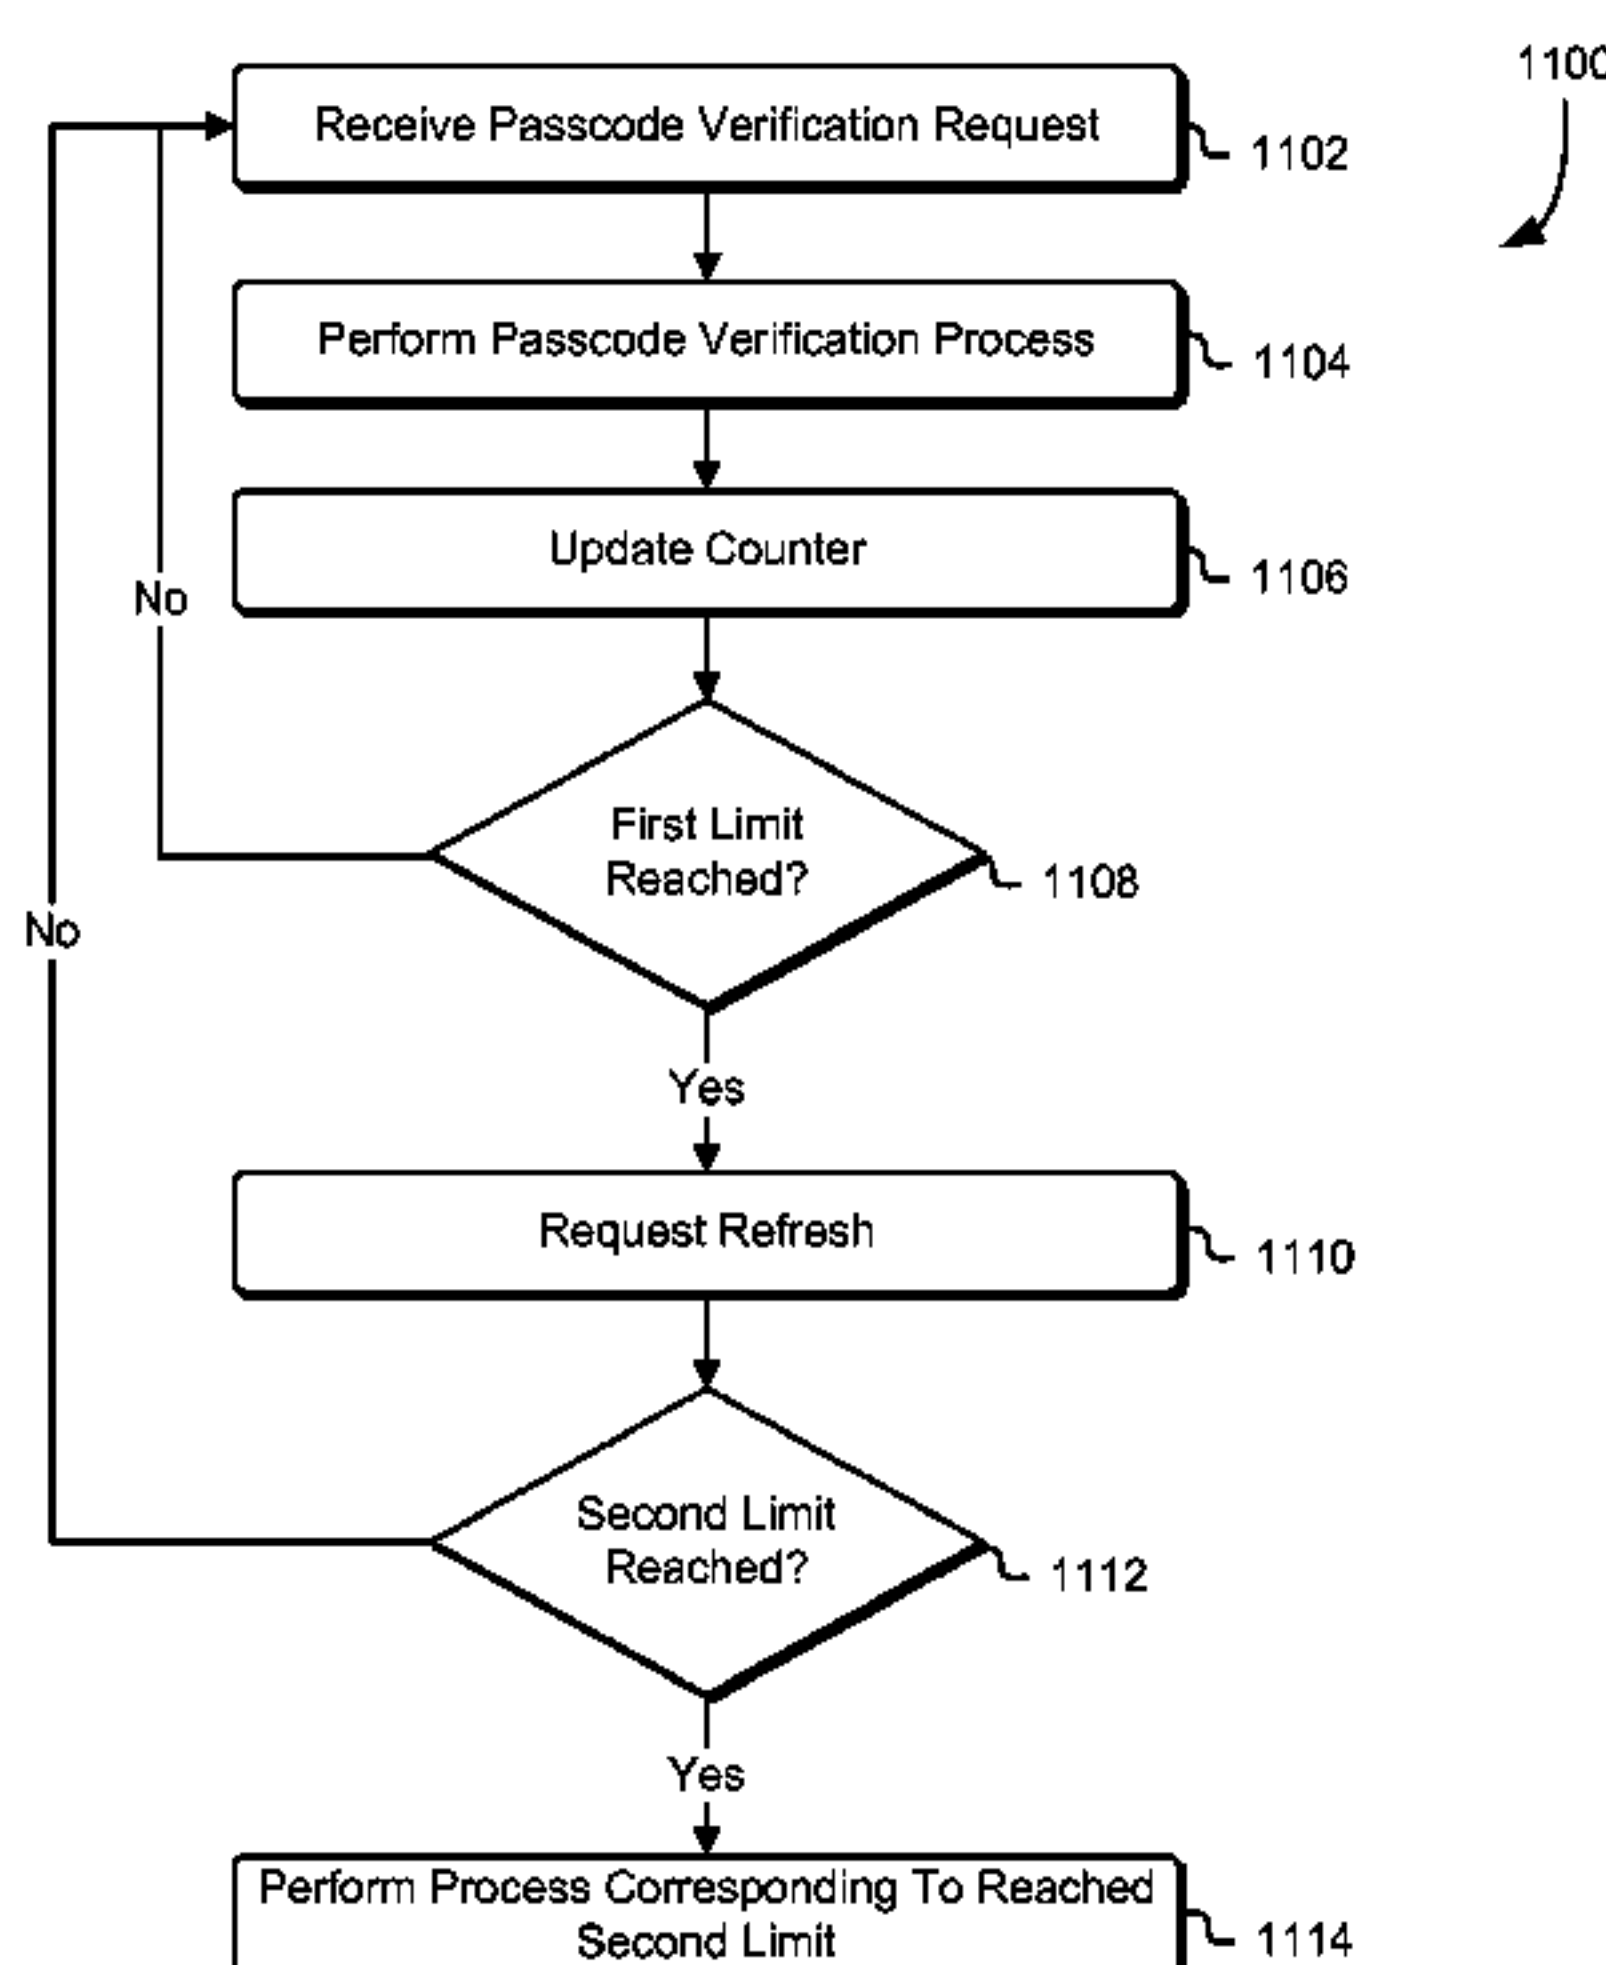 1100
Receive Passcode Verification Request
1102
Perform Passcode Verification Process
1104
Update Counter
1106
No
First Limit
Reached?
1108
No
Yes
Request Refresh
1110
Second Limit
Reached?
1112
Yes
Perform Process Corresponding To Reached
Second Limit
1114